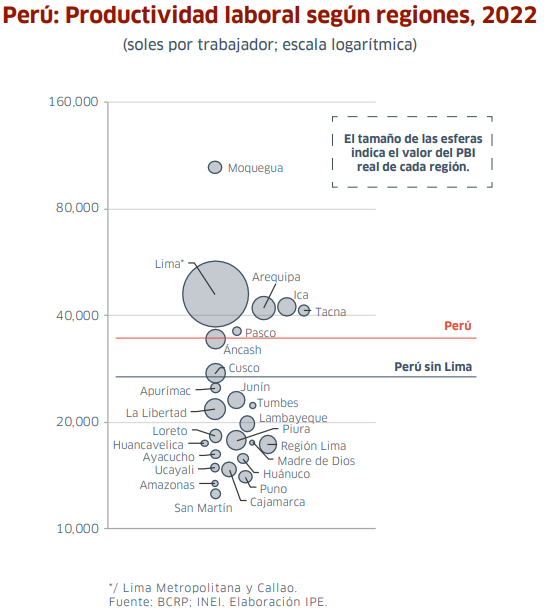 Perú: Productividad laboral según regiones, 2022
(soles por trabajador; escala logarítmica)
160,000
El tamaño de las esferas
indica el valor del PBI
real de cada región.
Moquegua
80,000
Lima*
Arequipa
Ica
40,000
Tacna
Perú
Pasco
Áncash
Cusco
Perú sin Lima
Apurímac
Junín
Tumbes
La Libertad
Lambayeque
20,000
Loreto
Piura
Huancavelica
Región Lima
Ayacucho
Madre de Dios
Ucayali
Huánuco
Amazonas
Puno
Cajamarca
San Martín
10,000
*/ Lima Metropolitana y Callao.
Fuente: BCRP; INEI. Elaboración IPE.